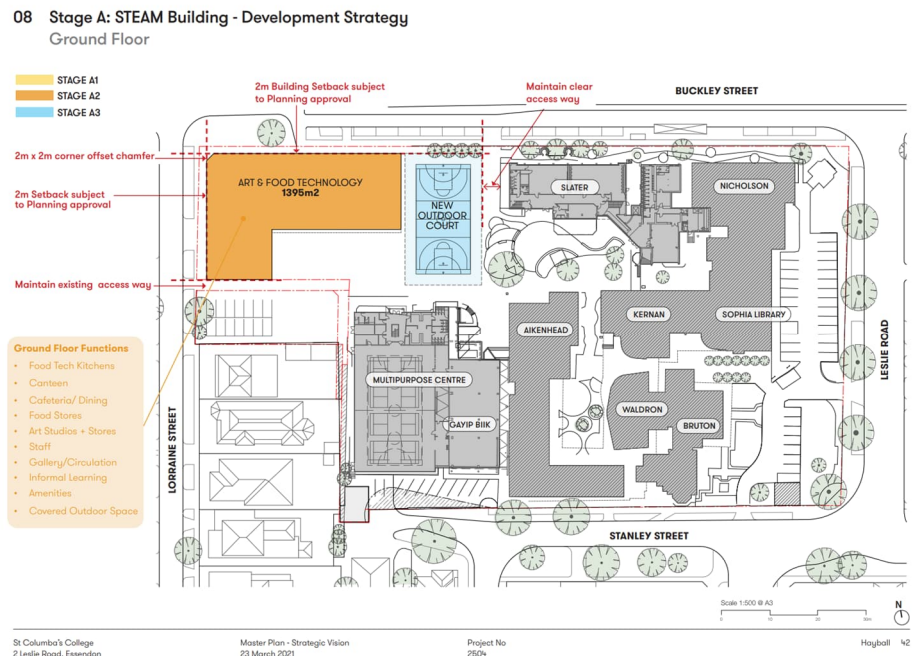 08 Stage A: STEAM Building - Development Strategy
Ground Floor
STAGE A1
STAGE A2
STAGE A3
2m Building Setback subject
to Planning approval
Maintain clear
access way
BUCKLEY STREET
2m x 2m corner offset chamfer
2m Setback subject
to Planning approval
Maintain existing access way
ART & FOOD TECHNOLOGY
1395m2
NEW
OUTDOOR
COURT
SLATER
NICHOLSON
AIKENHEAD
KERNAN
SOPHIA LIBRARY
MULTIPURPOSE CENTRE
GAYIP BIIK
WALDRON
BRUTON
LESLIE ROAD
LORRAINE STREET
STANLEY STREET
Ground Floor Functions
• Food Tech Kitchens
• Canteen
• Cafeteria/ Dining
• Food Stores
• Art Studios + Stores
• Staff
• Gallery/Circulation
• Informal Learning
• Amenities
• Covered Outdoor Space
Scale 1:500 @ A3
0 10 20 30m
N
St Columba's College
2 Leslie Road, Essendon
Master Plan - Strategic Vision
23 March 2021
Project No
2504
Hayball 42